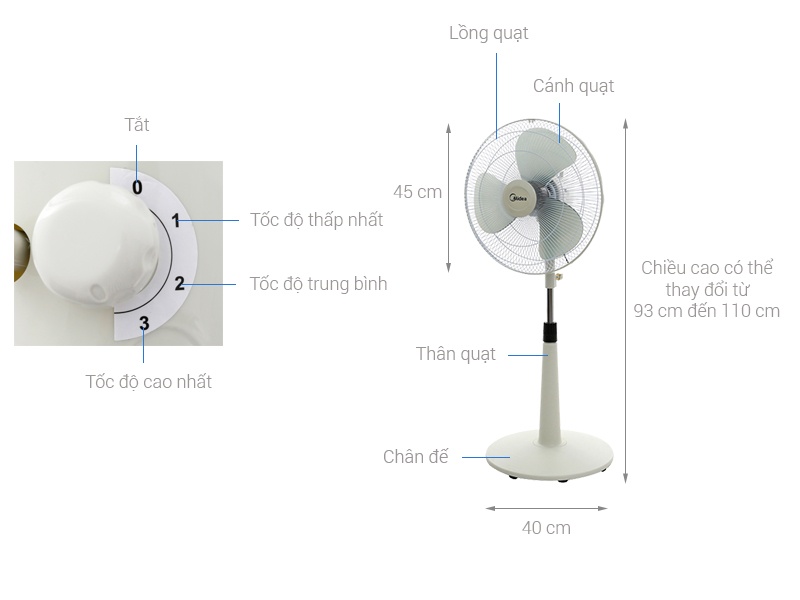 Lồng quạt
Cánh quạt
Tắt
0
1
Tốc độ thấp nhất
2
Tốc độ trung bình
3
Tốc độ cao nhất
45 cm
Midea
Chiều cao có thể
thay đổi từ
93 cm đến 110 cm
Thân quạt
Chân đế
40 cm